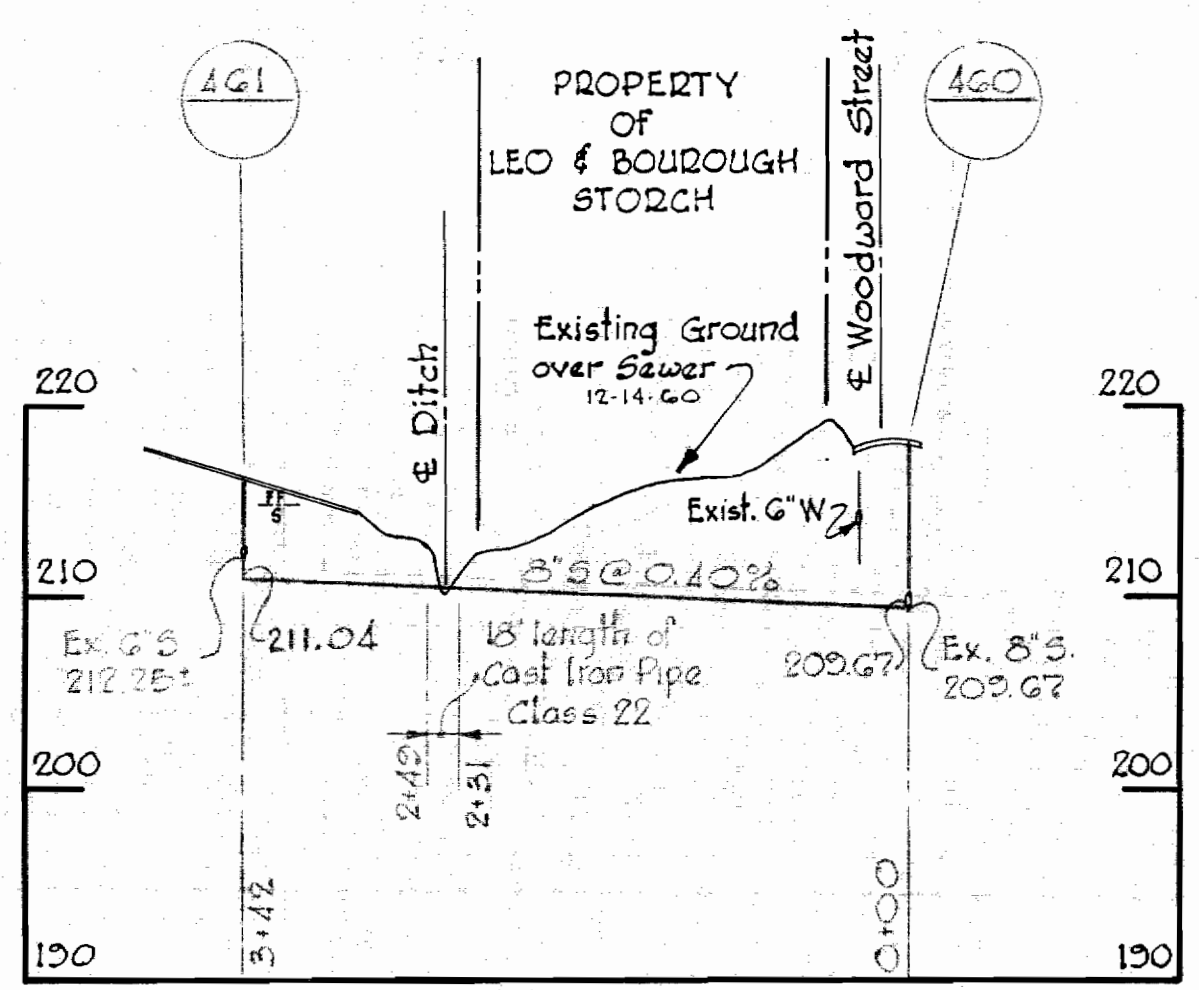 461
460
PROPERTY
OF
LEO & BOUROUGH
STORCH
℄ Woodward Street
℄ Ditch
Existing Ground
over Sewer
12-14-60
220
220
Exist. 6"W
210
8"S @ 0.40%
210
Ex. 6"S
212.25±
211.04
18' length of
Cast Iron Pipe
Class 22
209.67
Ex. 8"S.
209.67
200
2+49
2+31
200
190
3+42
0+00
190